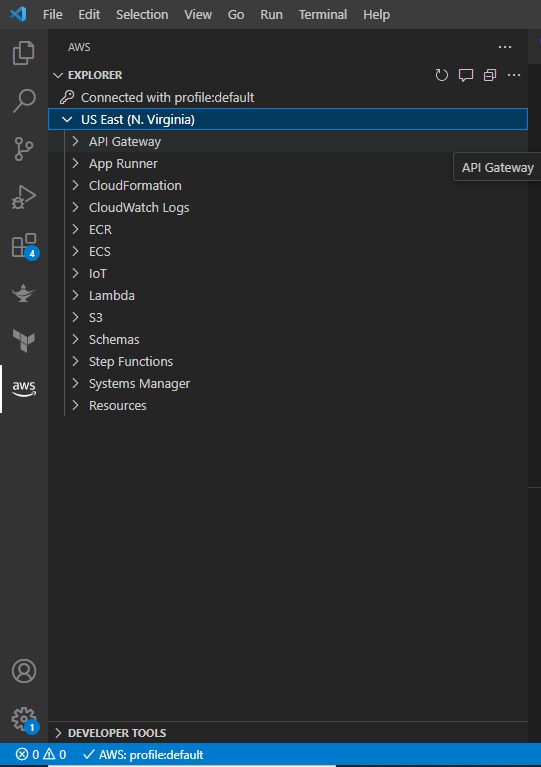 File Edit Selection View Go Run Terminal Help
AWS
EXPLORER
Connected with profile:default
US East (N. Virginia)
API Gateway
API Gateway
App Runner
CloudFormation
CloudWatch Logs
ECR
4
ECS
IoT
Lambda
S3
Schemas
Step Functions
Systems Manager
aws
Resources
1
DEVELOPER TOOLS
0 0 AWS: profile:default